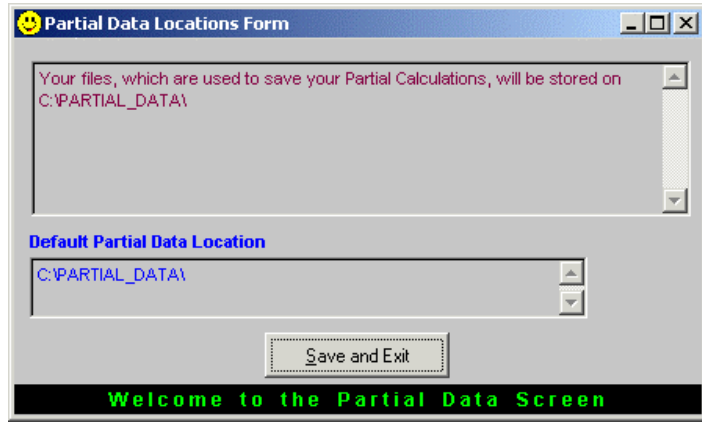 Partial Data Locations Form
Your files, which are used to save your Partial Calculations, will be stored on
C:\PARTIAL_DATA\
Default Partial Data Location
C:\PARTIAL_DATA\
Save and Exit
Welcome to the Partial Data Screen